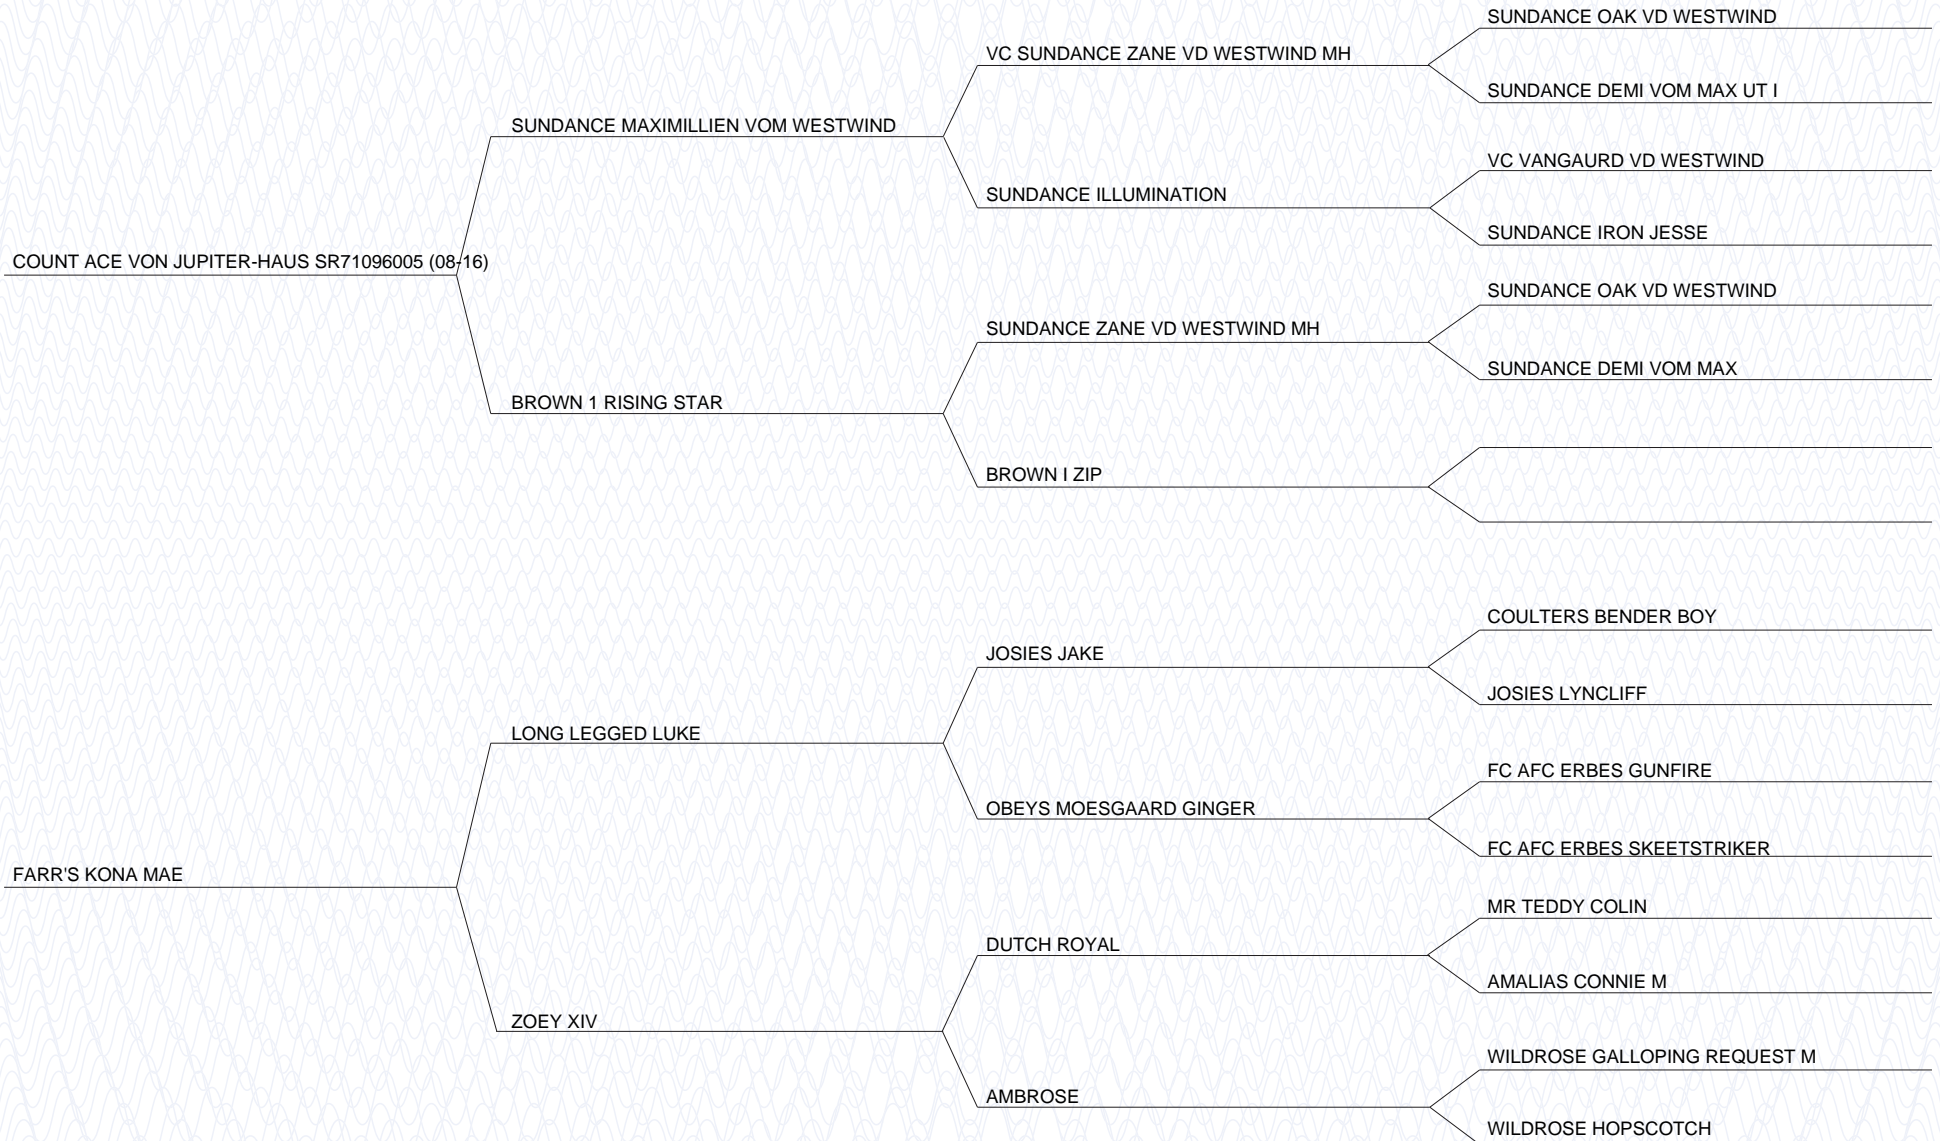 SUNDANCE OAK VD WESTWIND
VC SUNDANCE ZANE VD WESTWIND MH
SUNDANCE DEMI VOM MAX UT I
SUNDANCE MAXIMILLIEN VOM WESTWIND
VC VANGAURD VD WESTWIND
SUNDANCE ILLUMINATION
SUNDANCE IRON JESSE
COUNT ACE VON JUPITER-HAUS SR71096005 (08-16)
SUNDANCE OAK VD WESTWIND
SUNDANCE ZANE VD WESTWIND MH
SUNDANCE DEMI VOM MAX
BROWN 1 RISING STAR
BROWN I ZIP
COULTERS BENDER BOY
JOSIES JAKE
JOSIES LYNCLIFF
LONG LEGGED LUKE
FC AFC ERBES GUNFIRE
OBEYS MOESGAARD GINGER
FC AFC ERBES SKEETSTRIKER
FARR'S KONA MAE
MR TEDDY COLIN
DUTCH ROYAL
AMALIAS CONNIE M
ZOEY XIV
WILDROSE GALLOPING REQUEST M
AMBROSE
WILDROSE HOPSCOTCH